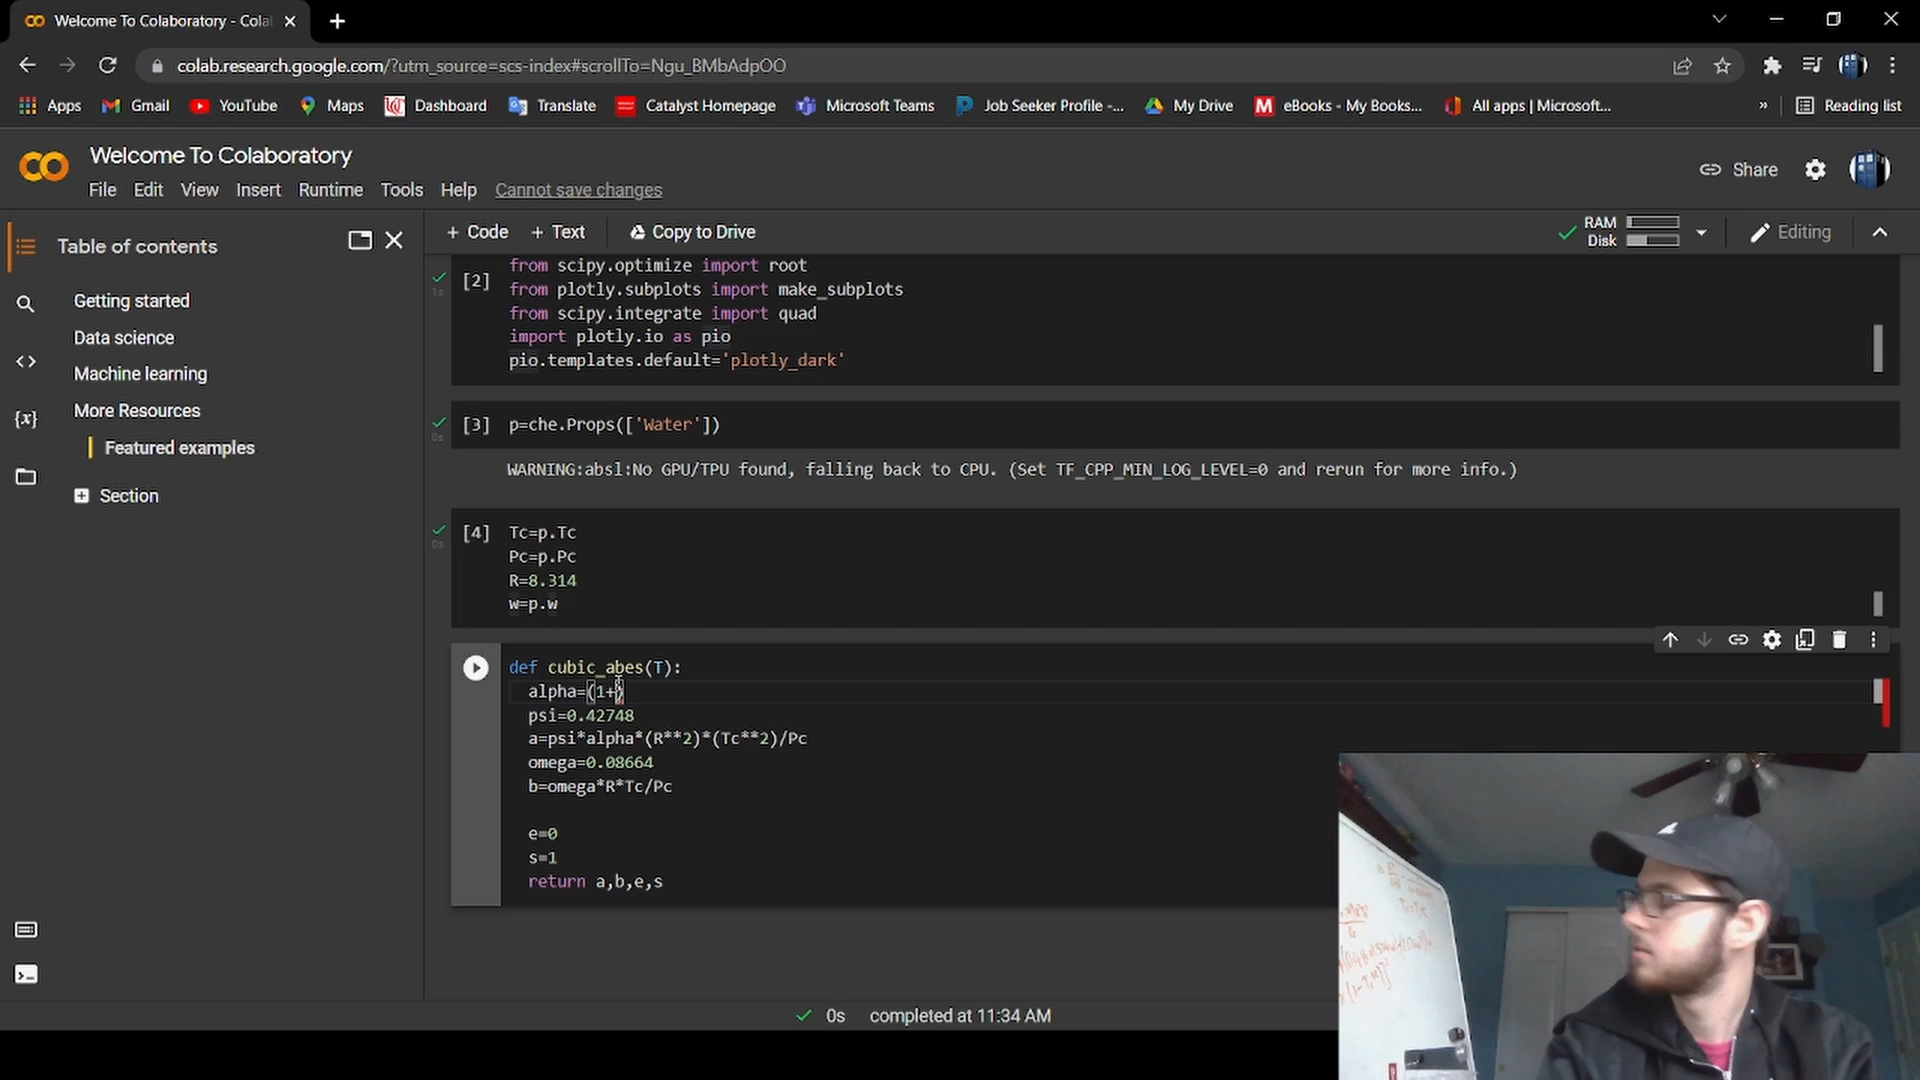 Welcome To Colaboratory - Cola
colab.research.google.com/?utm_source=scs-index#scrollTo=Ngu_BMbAdpOO
Apps Gmail YouTube Maps Dashboard Translate Catalyst Homepage Microsoft Teams Job Seeker Profile -... My Drive eBooks - My Books... All apps | Microsoft... » Reading list
Welcome To Colaboratory
File Edit View Insert Runtime Tools Help Cannot save changes
Share
Table of contents
Getting started
Data science
Machine learning
More Resources
Featured examples
Section
+ Code + Text Copy to Drive
RAM
Disk
Editing
[2]
1s
from scipy.optimize import root
from plotly.subplots import make_subplots
from scipy.integrate import quad
import plotly.io as pio
pio.templates.default='plotly_dark'
[3] p=che.Props(['Water'])
0s
WARNING:absl:No GPU/TPU found, falling back to CPU. (Set TF_CPP_MIN_LOG_LEVEL=0 and rerun for more info.)
[4] Tc=p.Tc
0s
Pc=p.Pc
R=8.314
w=p.w
def cubic_abes(T):
alpha=(1+)
psi=0.42748
a=psi*alpha*(R**2)*(Tc**2)/Pc
omega=0.08664
b=omega*R*Tc/Pc
e=0
s=1
return a,b,e,s
0s completed at 11:34 AM